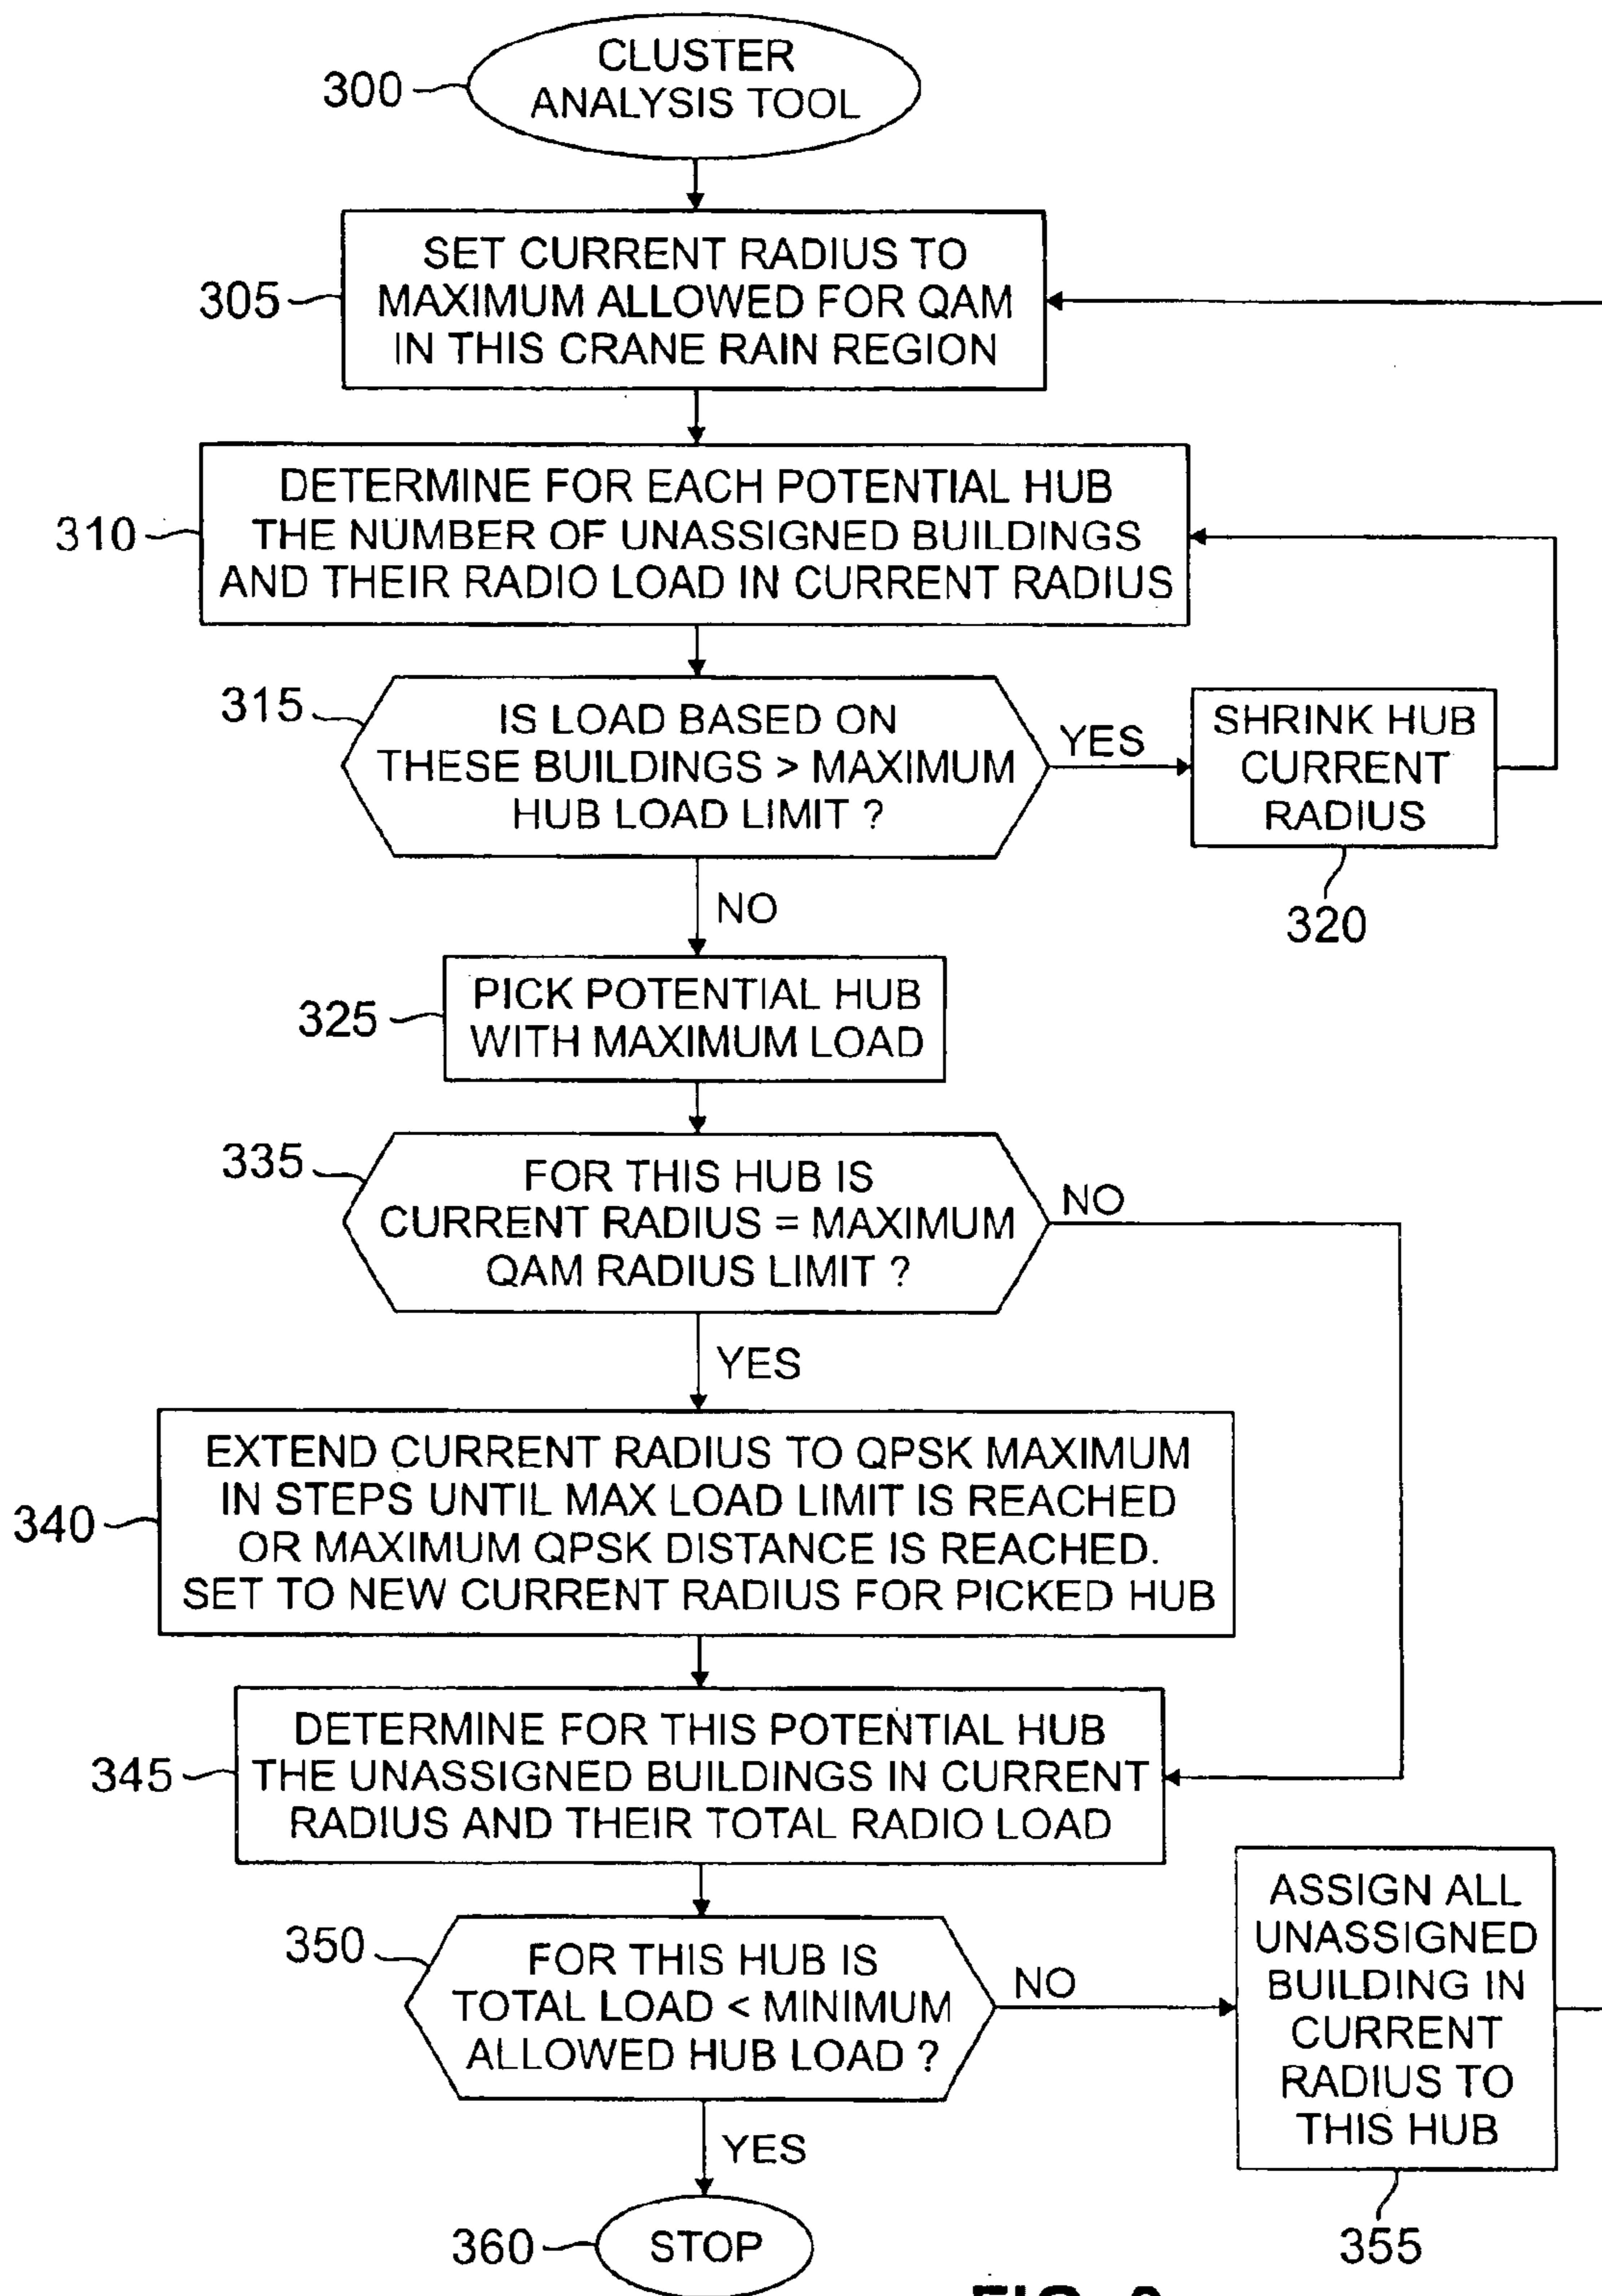 CLUSTER
ANALYSIS TOOL
300
SET CURRENT RADIUS TO
MAXIMUM ALLOWED FOR QAM
IN THIS CRANE RAIN REGION
305
DETERMINE FOR EACH POTENTIAL HUB
THE NUMBER OF UNASSIGNED BUILDINGS
AND THEIR RADIO LOAD IN CURRENT RADIUS
310
315
IS LOAD BASED ON
THESE BUILDINGS > MAXIMUM
HUB LOAD LIMIT ?
YES
SHRINK HUB
CURRENT
RADIUS
320
NO
PICK POTENTIAL HUB
WITH MAXIMUM LOAD
325
335
FOR THIS HUB IS
CURRENT RADIUS = MAXIMUM
QAM RADIUS LIMIT ?
NO
YES
EXTEND CURRENT RADIUS TO QPSK MAXIMUM
IN STEPS UNTIL MAX LOAD LIMIT IS REACHED
OR MAXIMUM QPSK DISTANCE IS REACHED.
SET TO NEW CURRENT RADIUS FOR PICKED HUB
340
DETERMINE FOR THIS POTENTIAL HUB
THE UNASSIGNED BUILDINGS IN CURRENT
RADIUS AND THEIR TOTAL RADIO LOAD
345
350
FOR THIS HUB IS
TOTAL LOAD < MINIMUM
ALLOWED HUB LOAD ?
NO
ASSIGN ALL
UNASSIGNED
BUILDING IN
CURRENT
RADIUS TO
THIS HUB
355
YES
STOP
360